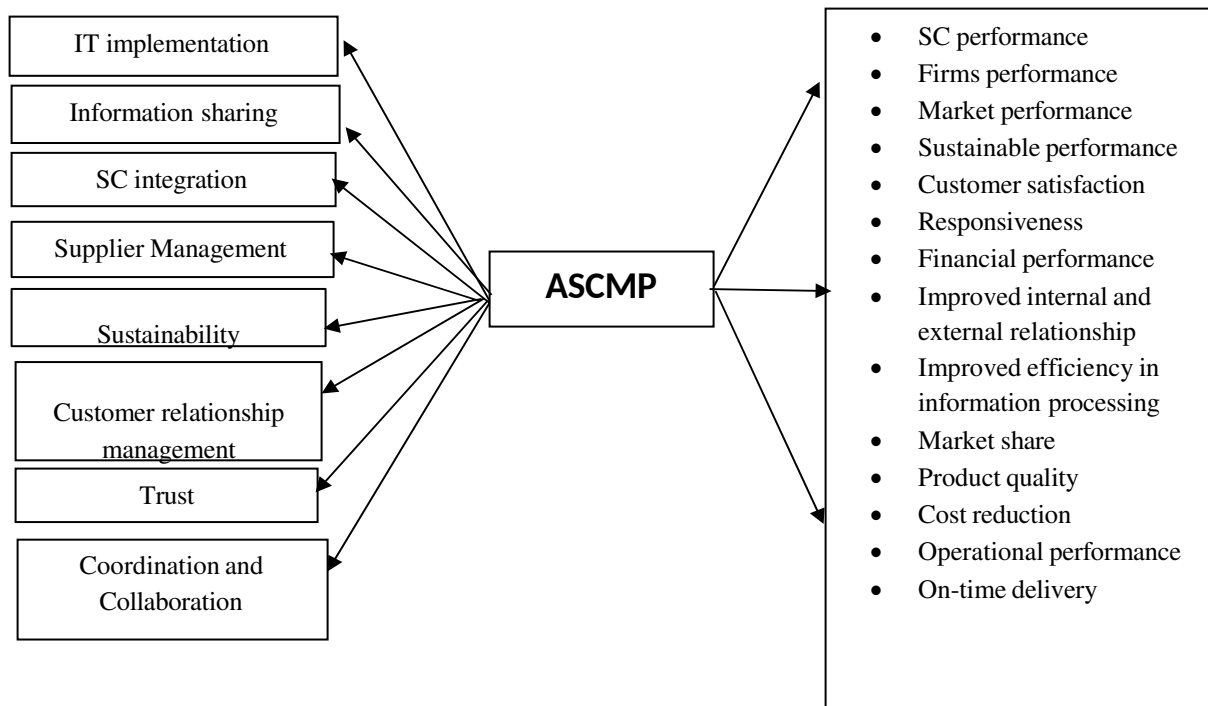 IT implementation
Information sharing
SC integration
Supplier Management
Sustainability
Customer relationship
management
Trust
Coordination and
Collaboration
ASCMP
• SC performance
• Firms performance
• Market performance
• Sustainable performance
• Customer satisfaction
• Responsiveness
• Financial performance
• Improved internal and
external relationship
• Improved efficiency in
information processing
• Market share
• Product quality
• Cost reduction
• Operational performance
• On-time delivery